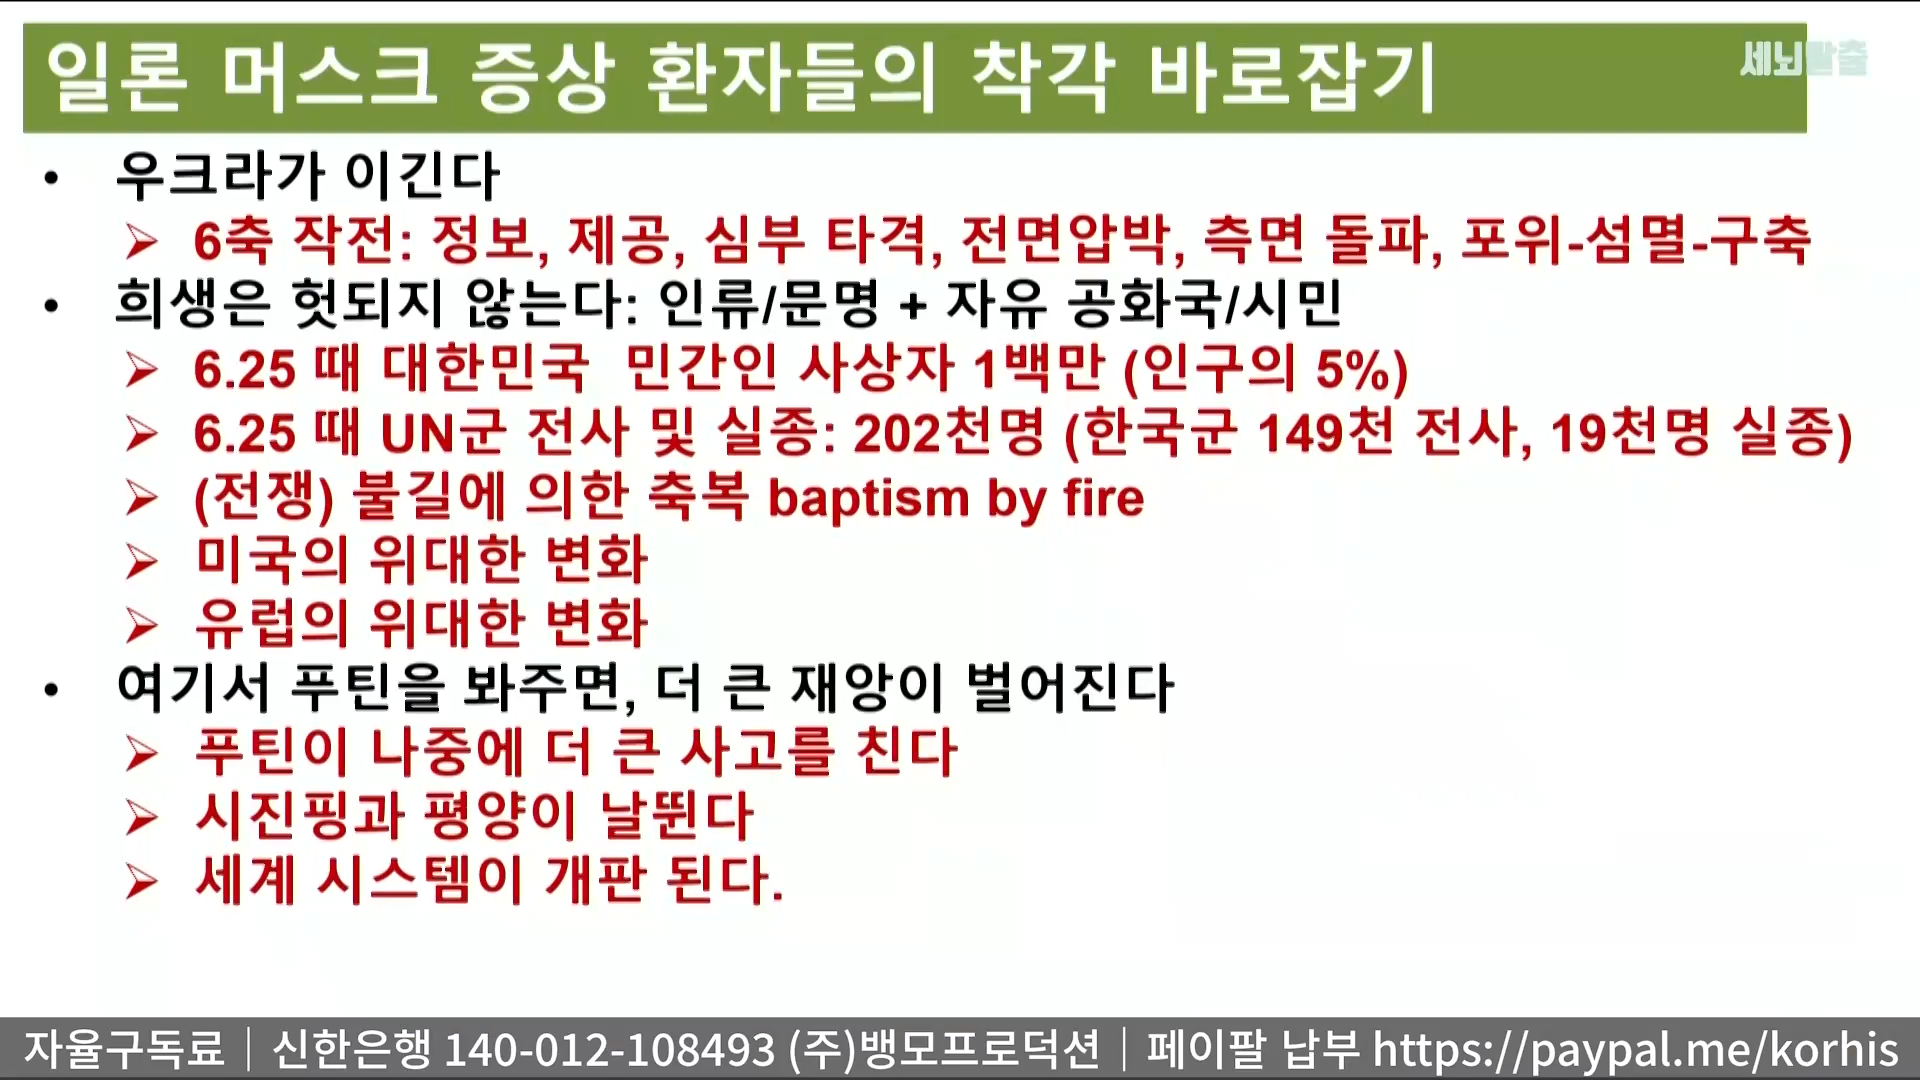 일론 머스크 증상 환자들의 착각 바로잡기
세뇌탈출
• 우크라가 이긴다
➢ 6축 작전: 정보, 제공, 심부 타격, 전면압박, 측면 돌파, 포위-섬멸-구축
• 희생은 헛되지 않는다: 인류/문명 + 자유 공화국/시민
➢ 6.25 때 대한민국 민간인 사상자 1백만 (인구의 5%)
➢ 6.25 때 UN군 전사 및 실종: 202천명 (한국군 149천 전사, 19천명 실종)
➢ (전쟁) 불길에 의한 축복 baptism by fire
➢ 미국의 위대한 변화
➢ 유럽의 위대한 변화
• 여기서 푸틴을 봐주면, 더 큰 재앙이 벌어진다
➢ 푸틴이 나중에 더 큰 사고를 친다
➢ 시진핑과 평양이 날뛴다
➢ 세계 시스템이 개판 된다.
자율구독료│신한은행 140-012-108493 (주)뱅모프로덕션│페이팔 납부 https://paypal.me/korhis